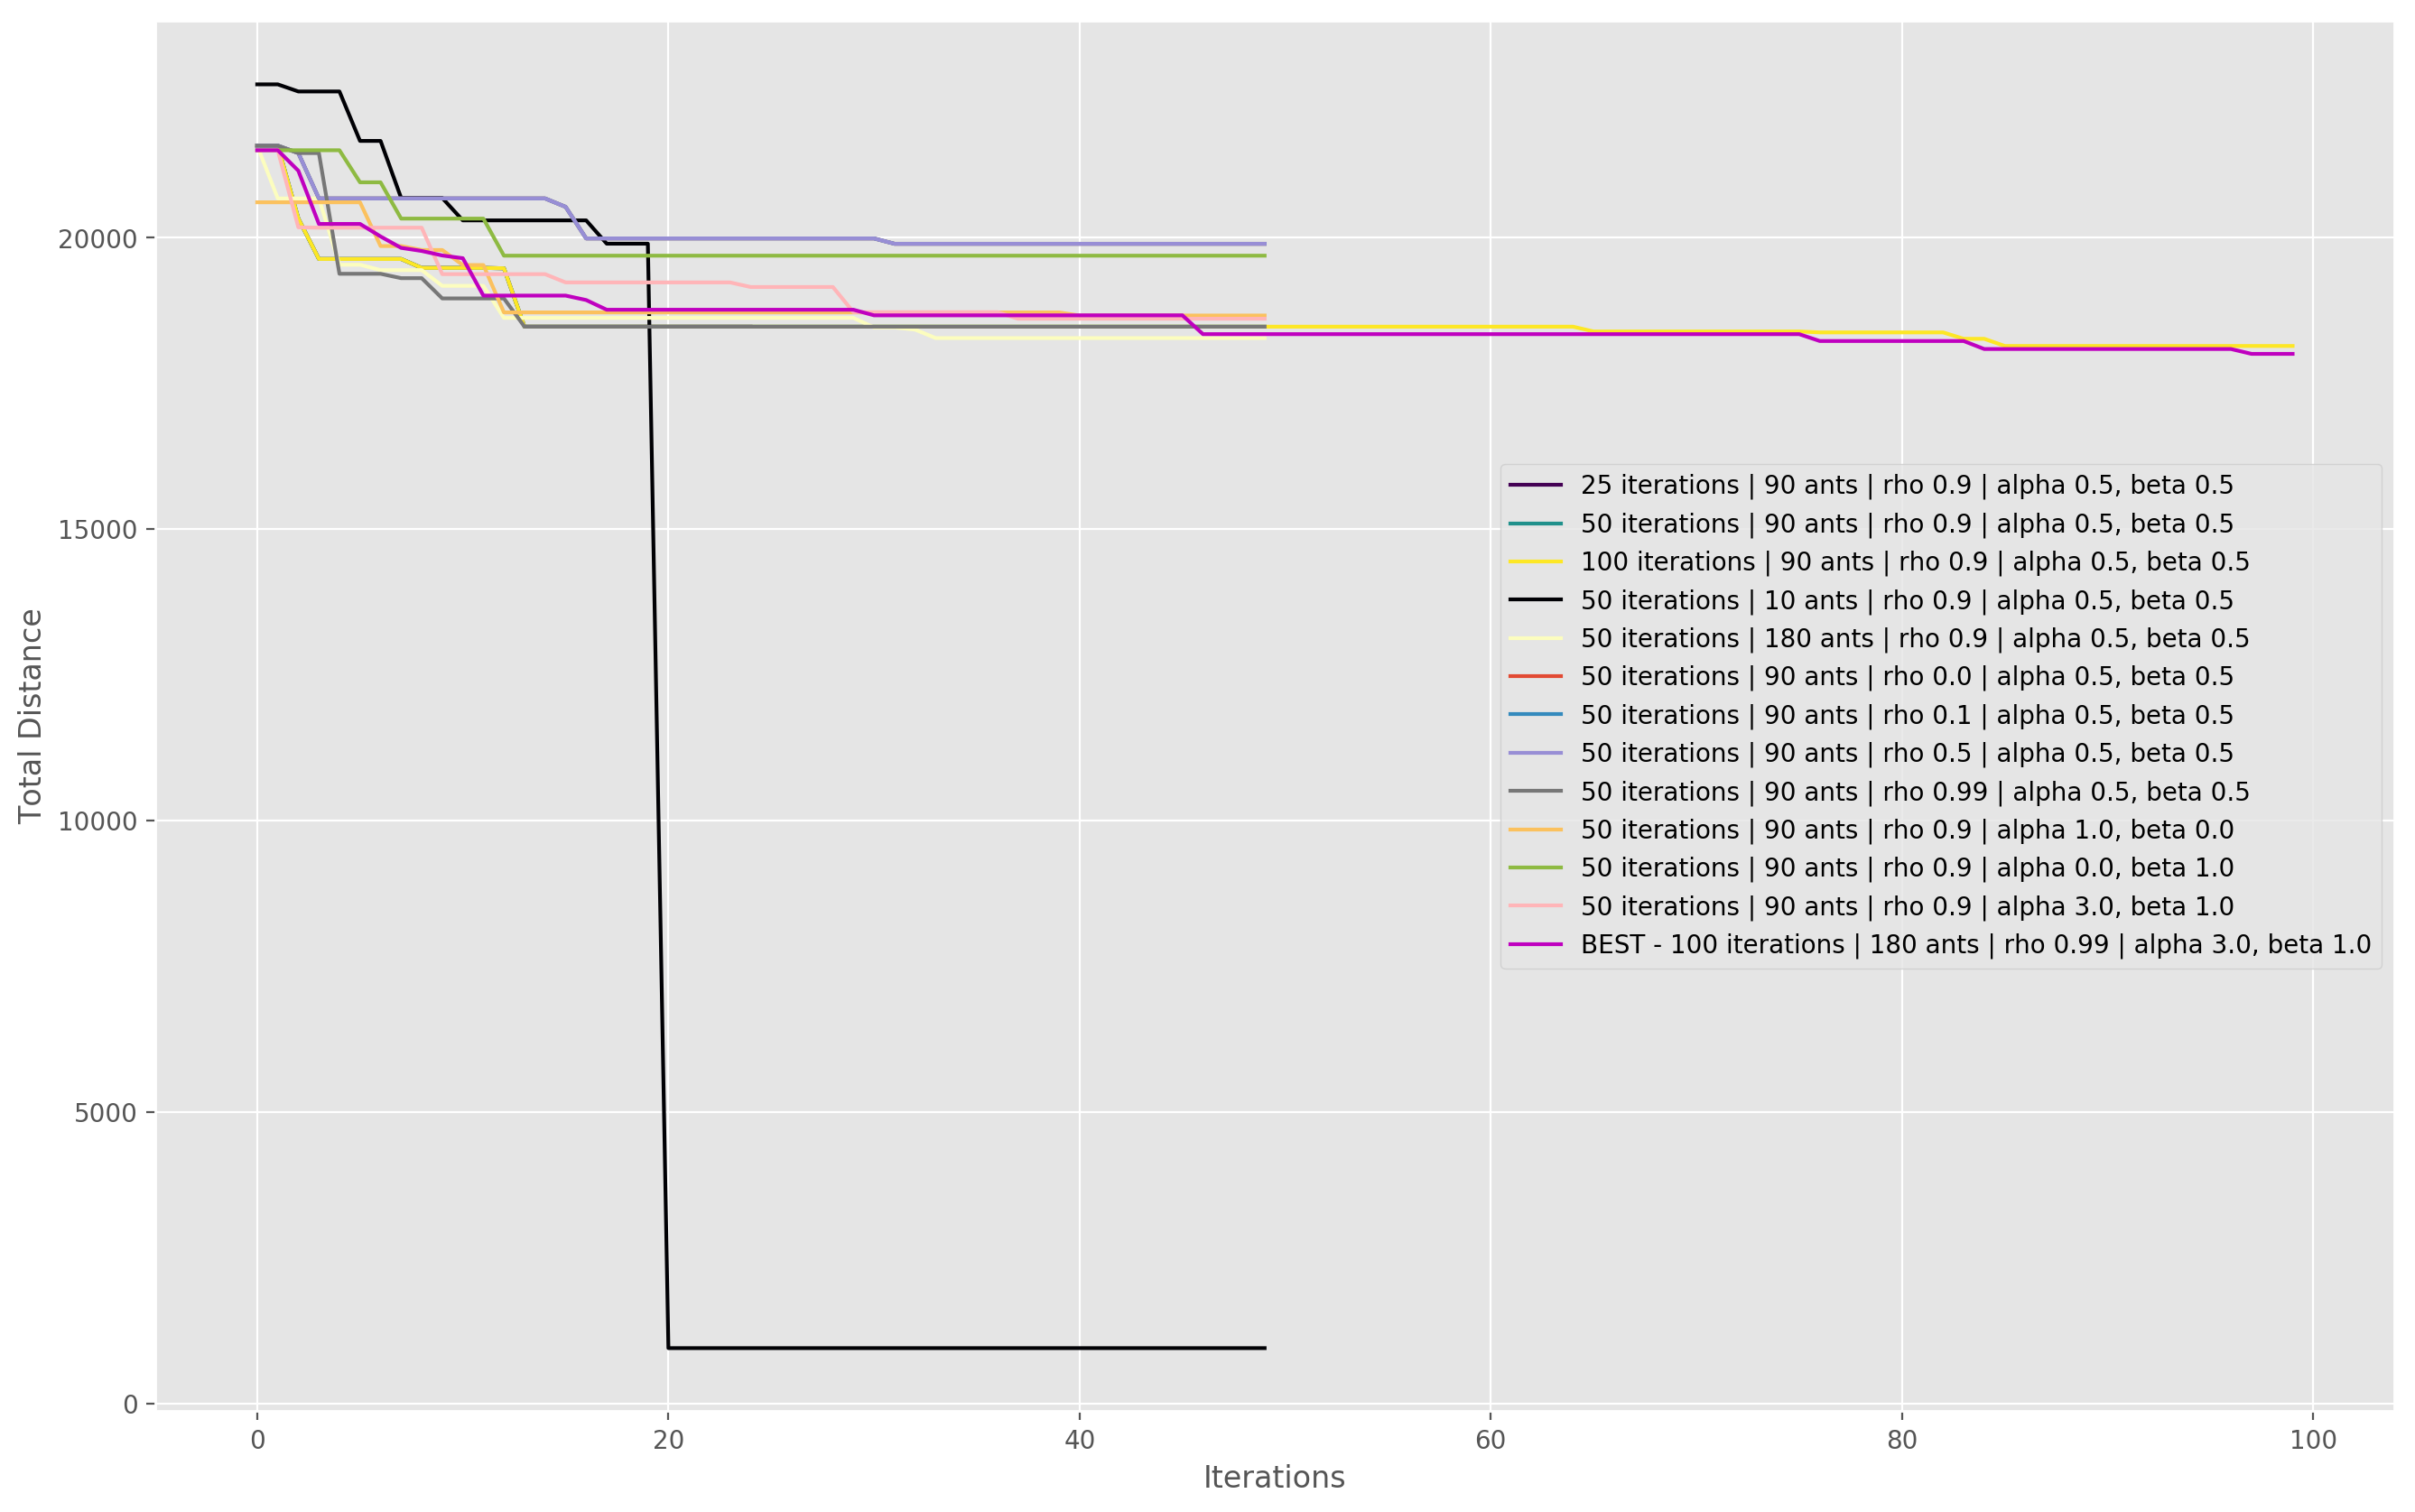 20000
15000
10000
5000
0
Total Distance
0 20 40 60 80 100
Iterations
25 iterations | 90 ants | rho 0.9 | alpha 0.5, beta 0.5
50 iterations | 90 ants | rho 0.9 | alpha 0.5, beta 0.5
100 iterations | 90 ants | rho 0.9 | alpha 0.5, beta 0.5
50 iterations | 10 ants | rho 0.9 | alpha 0.5, beta 0.5
50 iterations | 180 ants | rho 0.9 | alpha 0.5, beta 0.5
50 iterations | 90 ants | rho 0.0 | alpha 0.5, beta 0.5
50 iterations | 90 ants | rho 0.1 | alpha 0.5, beta 0.5
50 iterations | 90 ants | rho 0.5 | alpha 0.5, beta 0.5
50 iterations | 90 ants | rho 0.99 | alpha 0.5, beta 0.5
50 iterations | 90 ants | rho 0.9 | alpha 1.0, beta 0.0
50 iterations | 90 ants | rho 0.9 | alpha 0.0, beta 1.0
50 iterations | 90 ants | rho 0.9 | alpha 3.0, beta 1.0
BEST - 100 iterations | 180 ants | rho 0.99 | alpha 3.0, beta 1.0